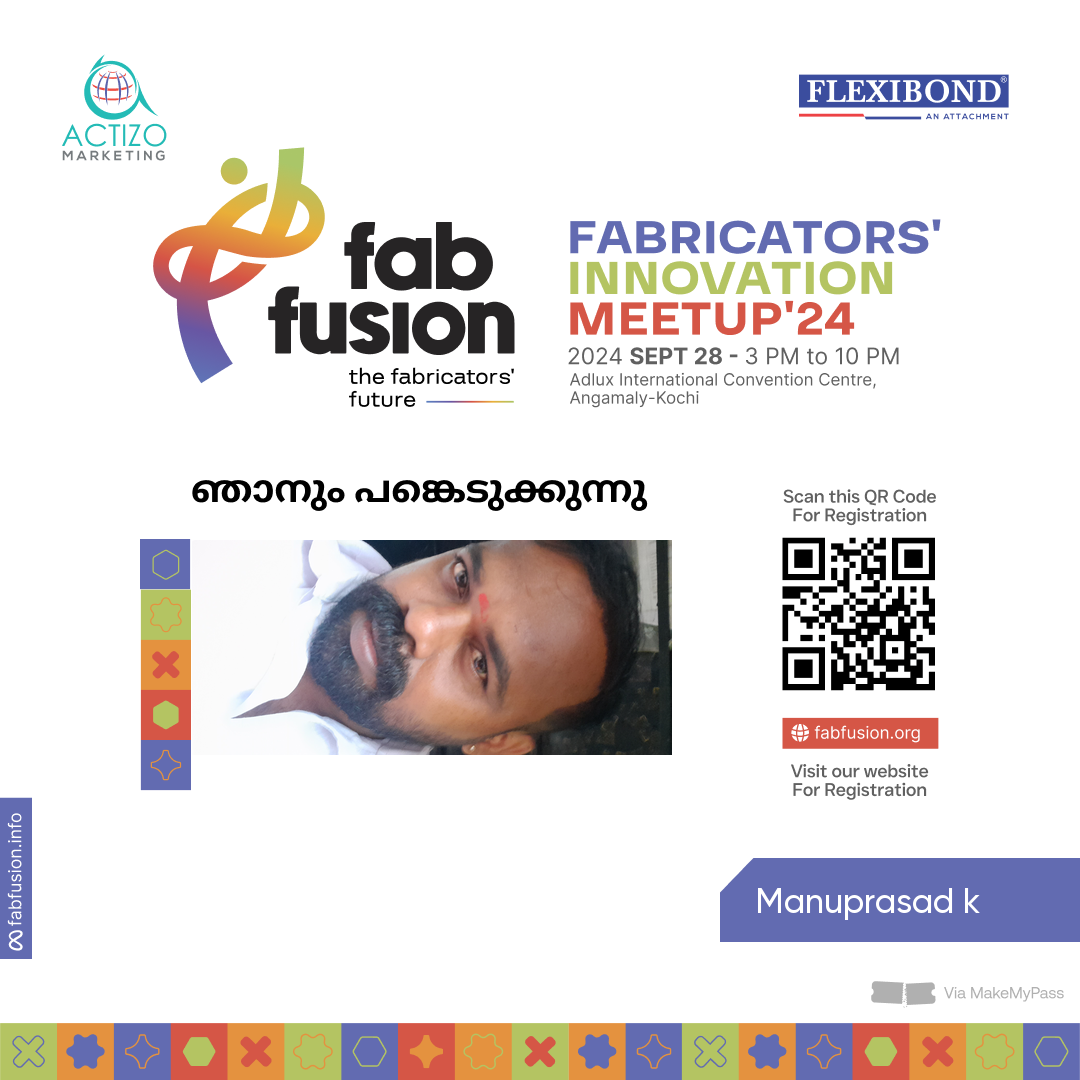 ACTIZO
MARKETING
FLEXIBOND®
AN ATTACHMENT
fab
fusion
the fabricators'
future
FABRICATORS'
INNOVATION
MEETUP'24
2024 SEPT 28 - 3 PM to 10 PM
Adlux International Convention Centre,
Angamaly-Kochi
ഞാനും പങ്കെടുക്കുന്നു
Scan this QR Code
For Registration
fabfusion.org
Visit our website
For Registration
fabfusion.info
Manuprasad k
Via MakeMyPass